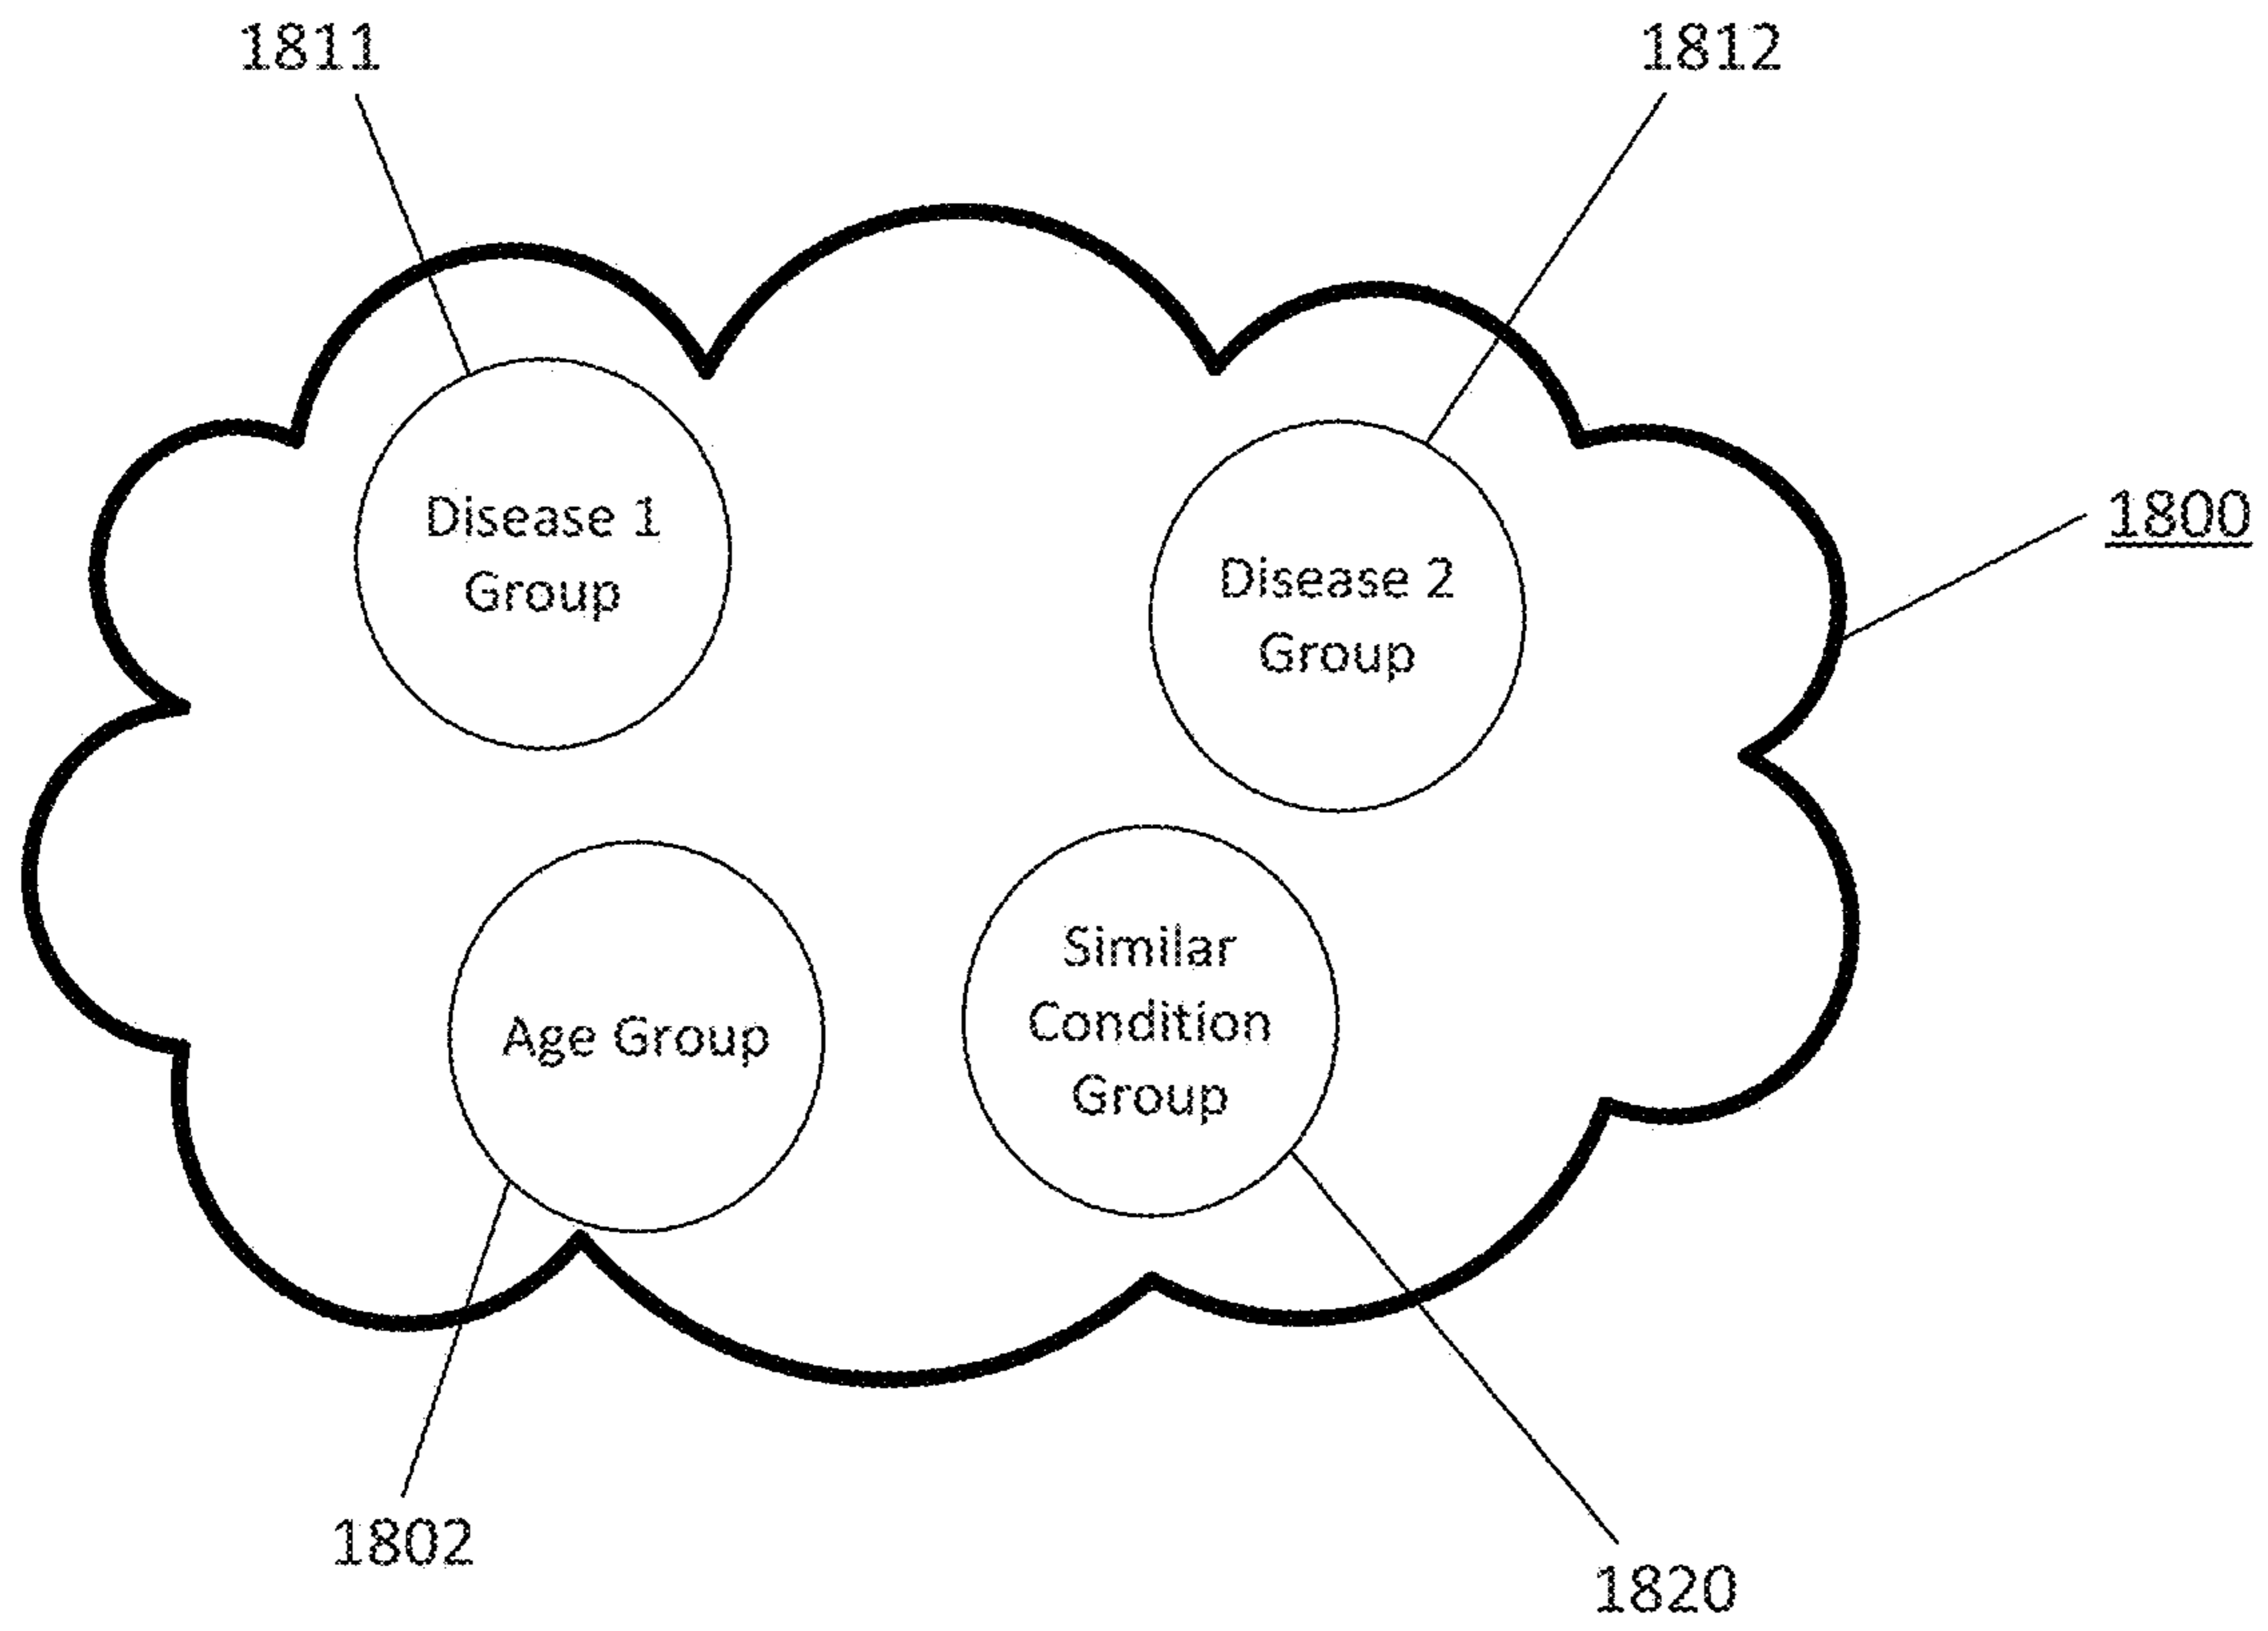 1811
1812
1800
Disease 1
Group
Disease 2
Group
Age Group
Similar
Condition
Group
1802
1820